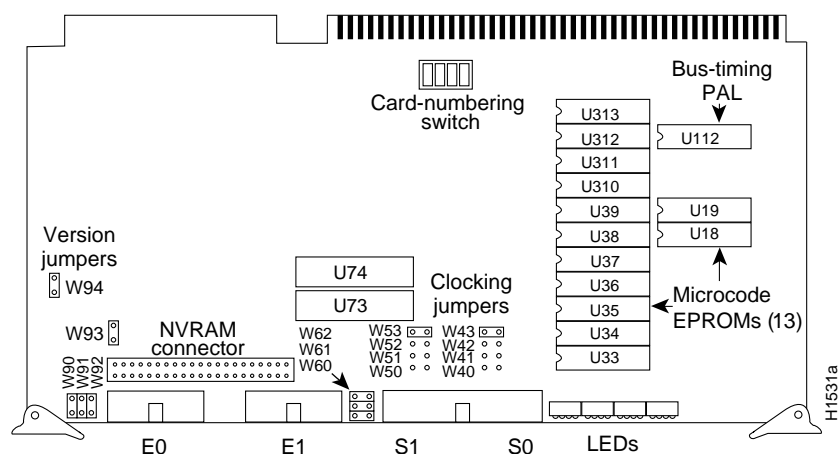 Bus-timing
PAL
Card-numbering
switch
U313
U312
U112
U311
U310
U39
U19
U38
U18
Version
jumpers
W94
U74
U37
Clocking
jumpers
U36
U73
U35
Microcode
EPROMs (13)
W93
NVRAM
connector
W62
W61
W60
W53
W52
W51
W50
W43
W42
W41
W40
U34
U33
W90
W91
W92
H1531a
E0
E1
S1
S0
LEDs